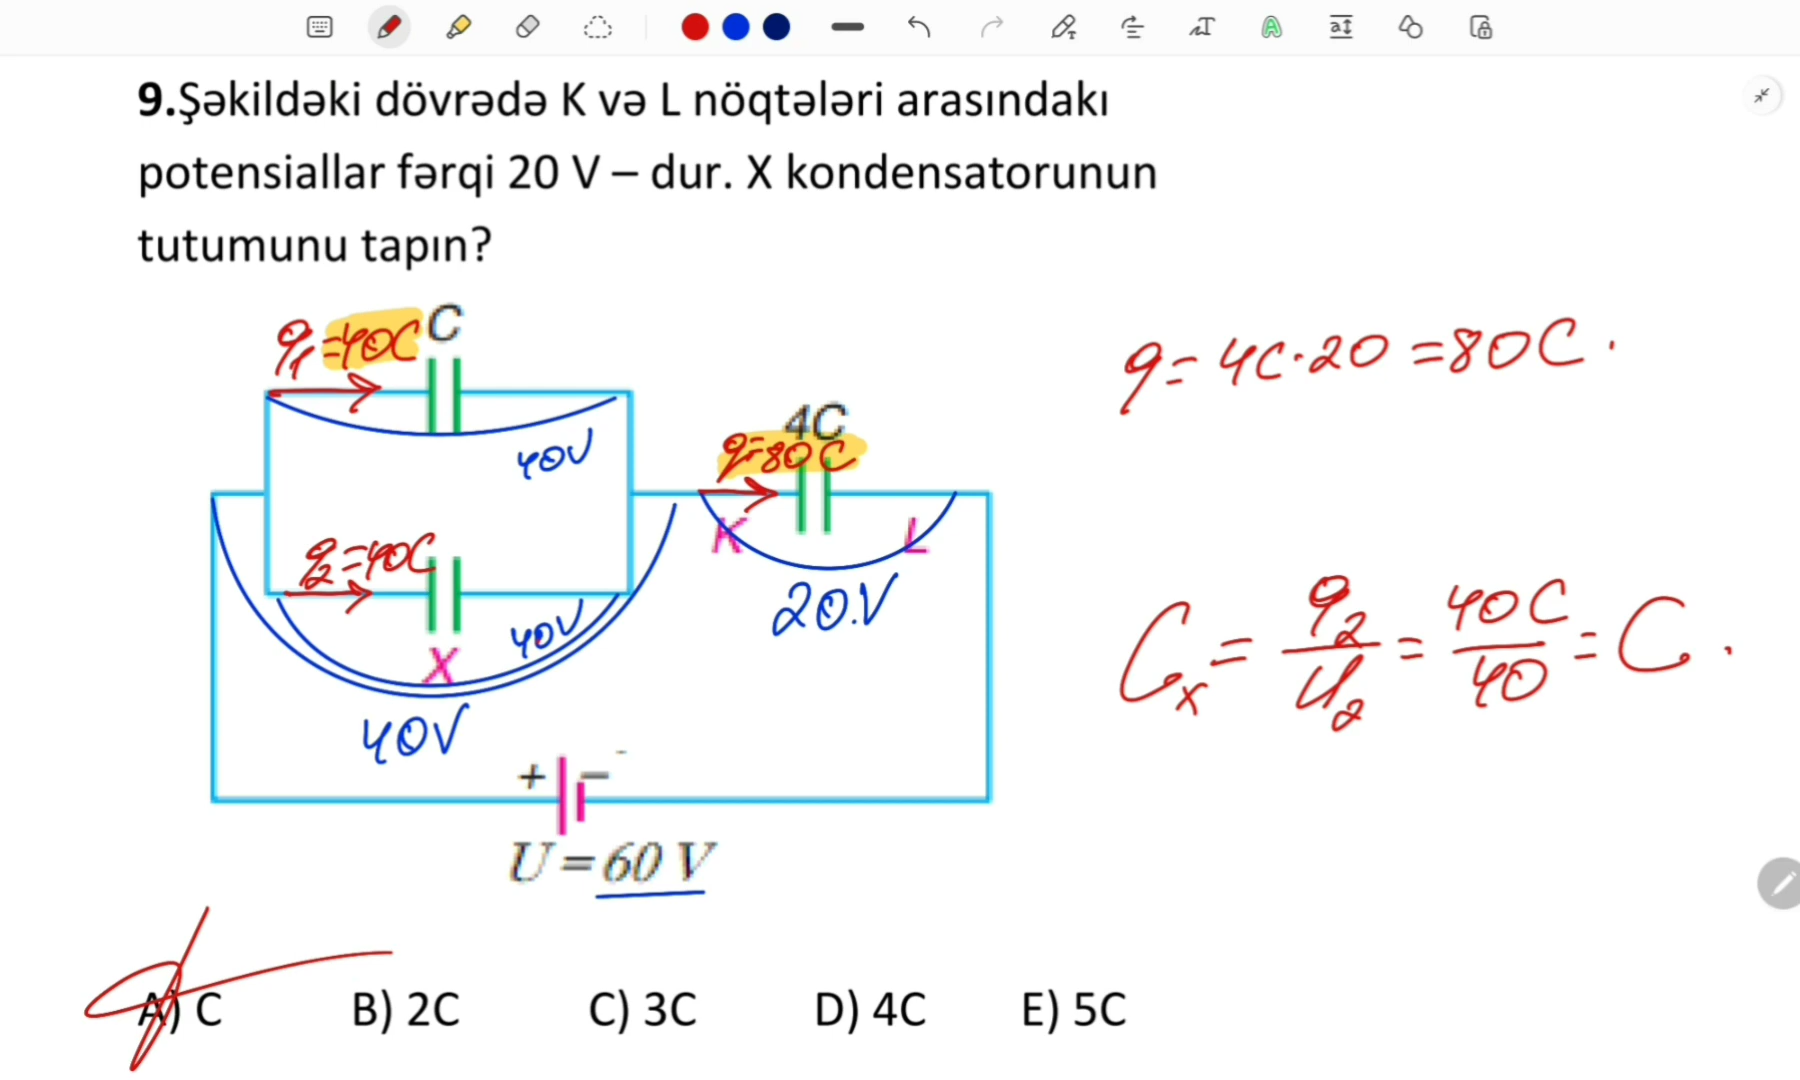 9.Şəkildəki dövrədə K və L nöqtələri arasındakı
potensiallar fərqi 20 V – dur. X kondensatorunun
tutumunu tapın?
q₁=40C
C
40V
4C
q=80C
K
L
20.V
q₂=40C
X
40V
40V
+ –
U=60 V
q=4C·20=80C.
Cₓ = q₂/U₂ = 40C/40 = C.
A) C B) 2C C) 3C D) 4C E) 5C